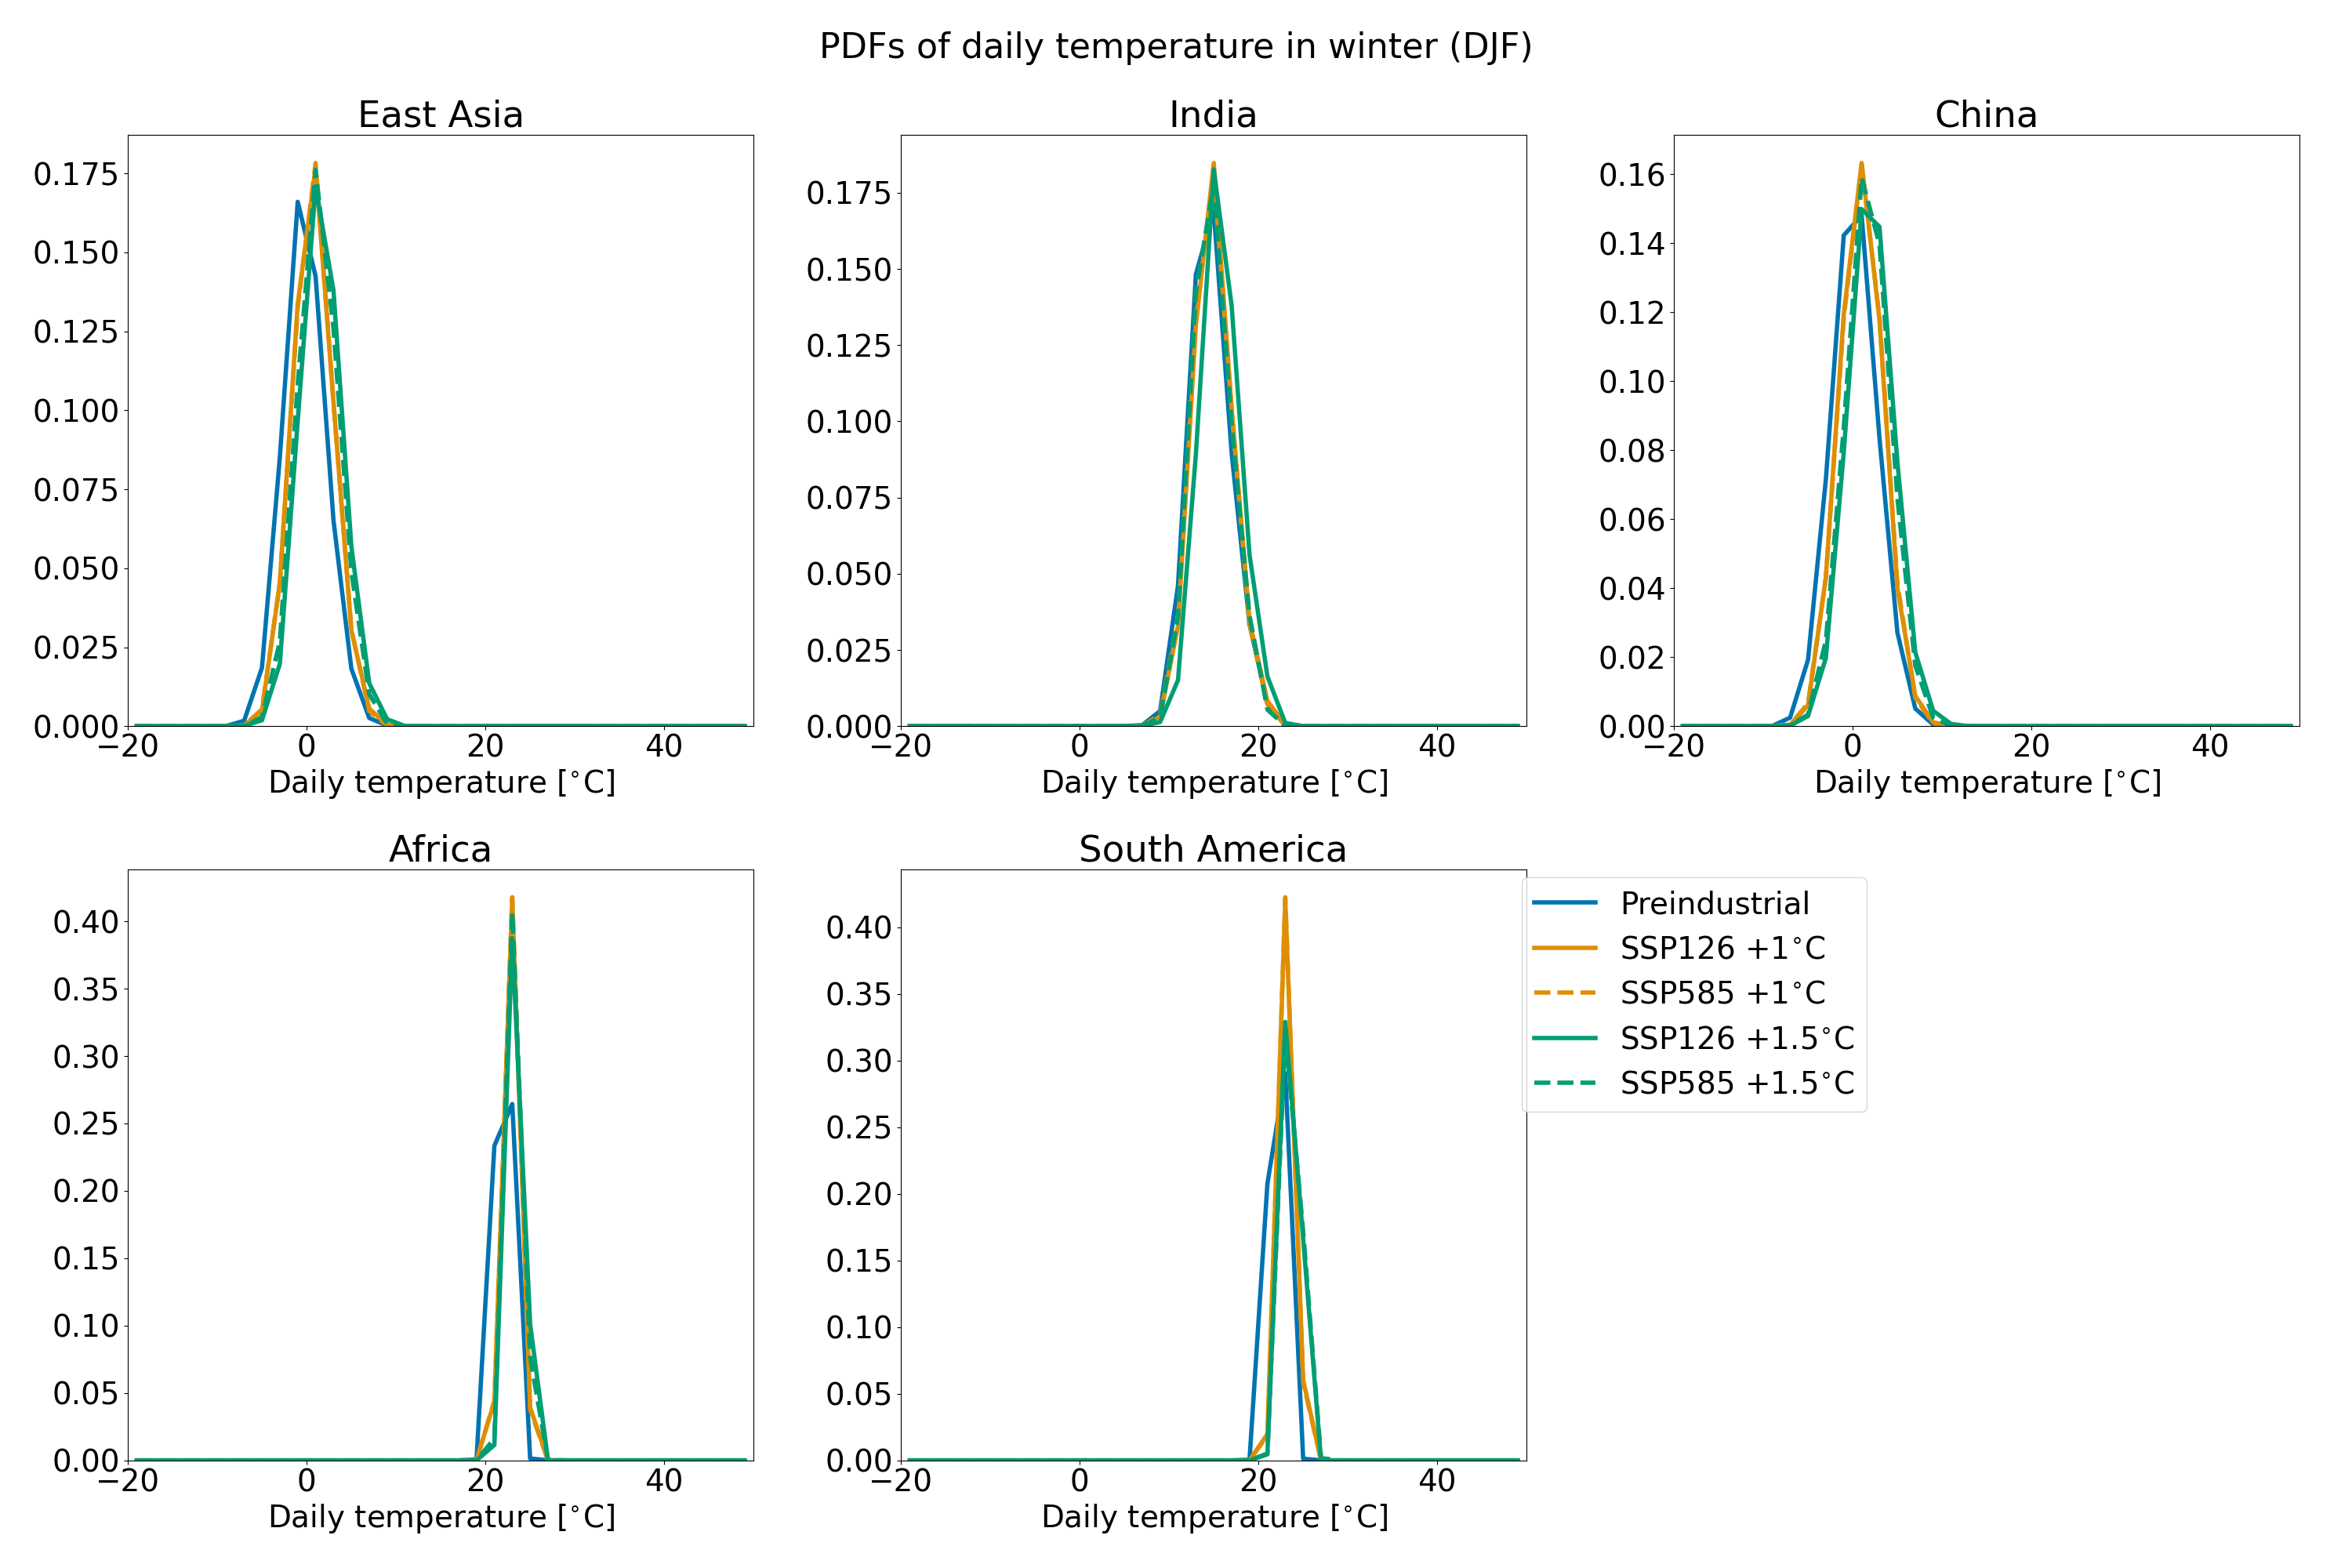 PDFs of daily temperature in winter (DJF)
East Asia
0.175
0.150
0.125
0.100
0.075
0.050
0.025
0.000
−20 0 20 40
Daily temperature [°C]
India
0.175
0.150
0.125
0.100
0.075
0.050
0.025
0.000
−20 0 20 40
Daily temperature [°C]
China
0.16
0.14
0.12
0.10
0.08
0.06
0.04
0.02
0.00
−20 0 20 40
Daily temperature [°C]
Africa
0.40
0.35
0.30
0.25
0.20
0.15
0.10
0.05
0.00
−20 0 20 40
Daily temperature [°C]
South America
0.40
0.35
0.30
0.25
0.20
0.15
0.10
0.05
0.00
−20 0 20 40
Daily temperature [°C]
Preindustrial
SSP126 +1°C
SSP585 +1°C
SSP126 +1.5°C
SSP585 +1.5°C